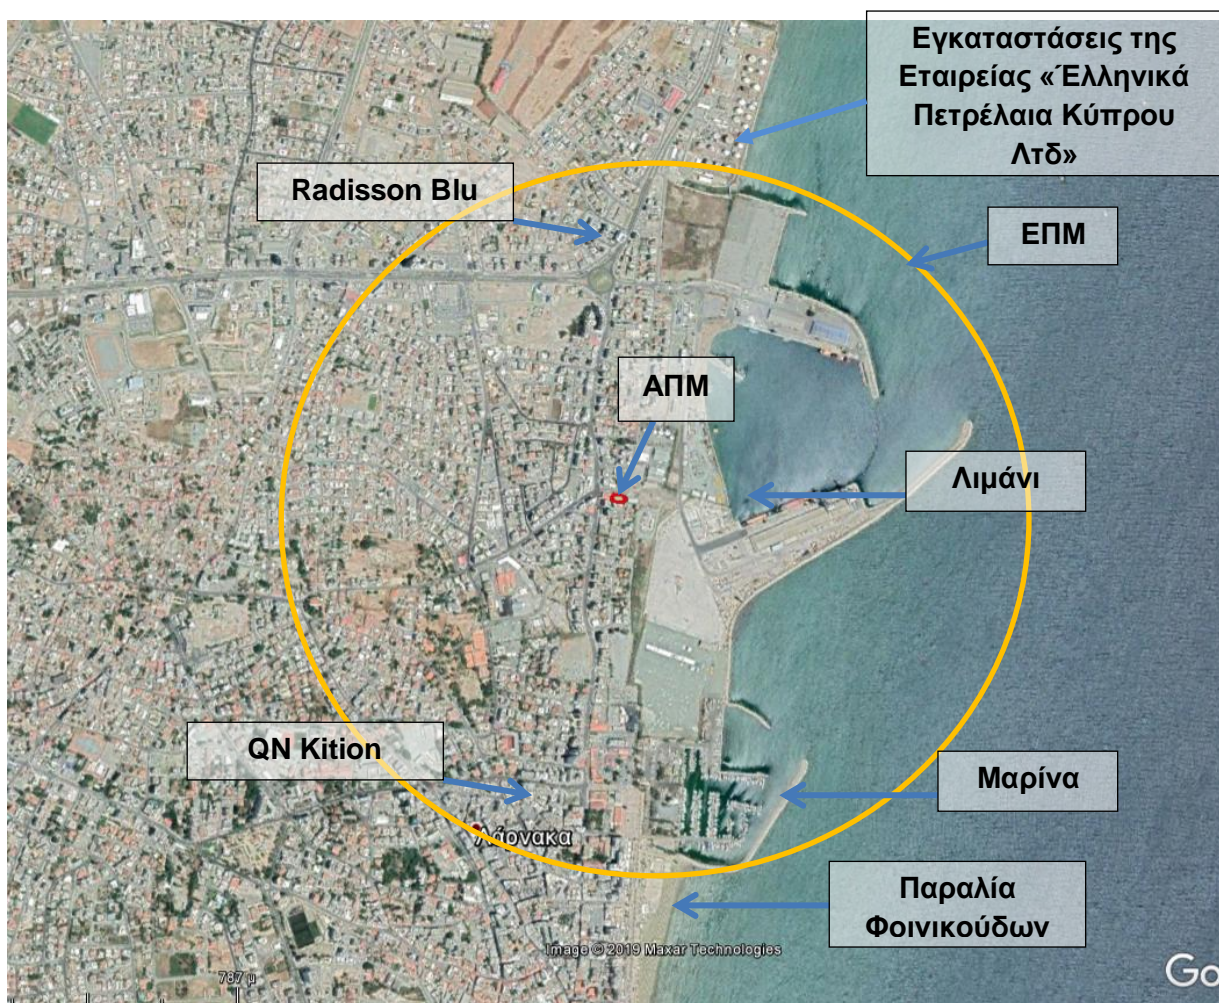 Εγκαταστάσεις της
Εταιρείας «Έλληνικά
Πετρέλαια Κύπρου
Λτδ»
Radisson Blu
ΕΠΜ
ΑΠΜ
Λιμάνι
QN Kition
Μαρίνα
Λάρνακα
Παραλία
Φοινικούδων
Image © 2019 Maxar Technologies
787 μ
Go